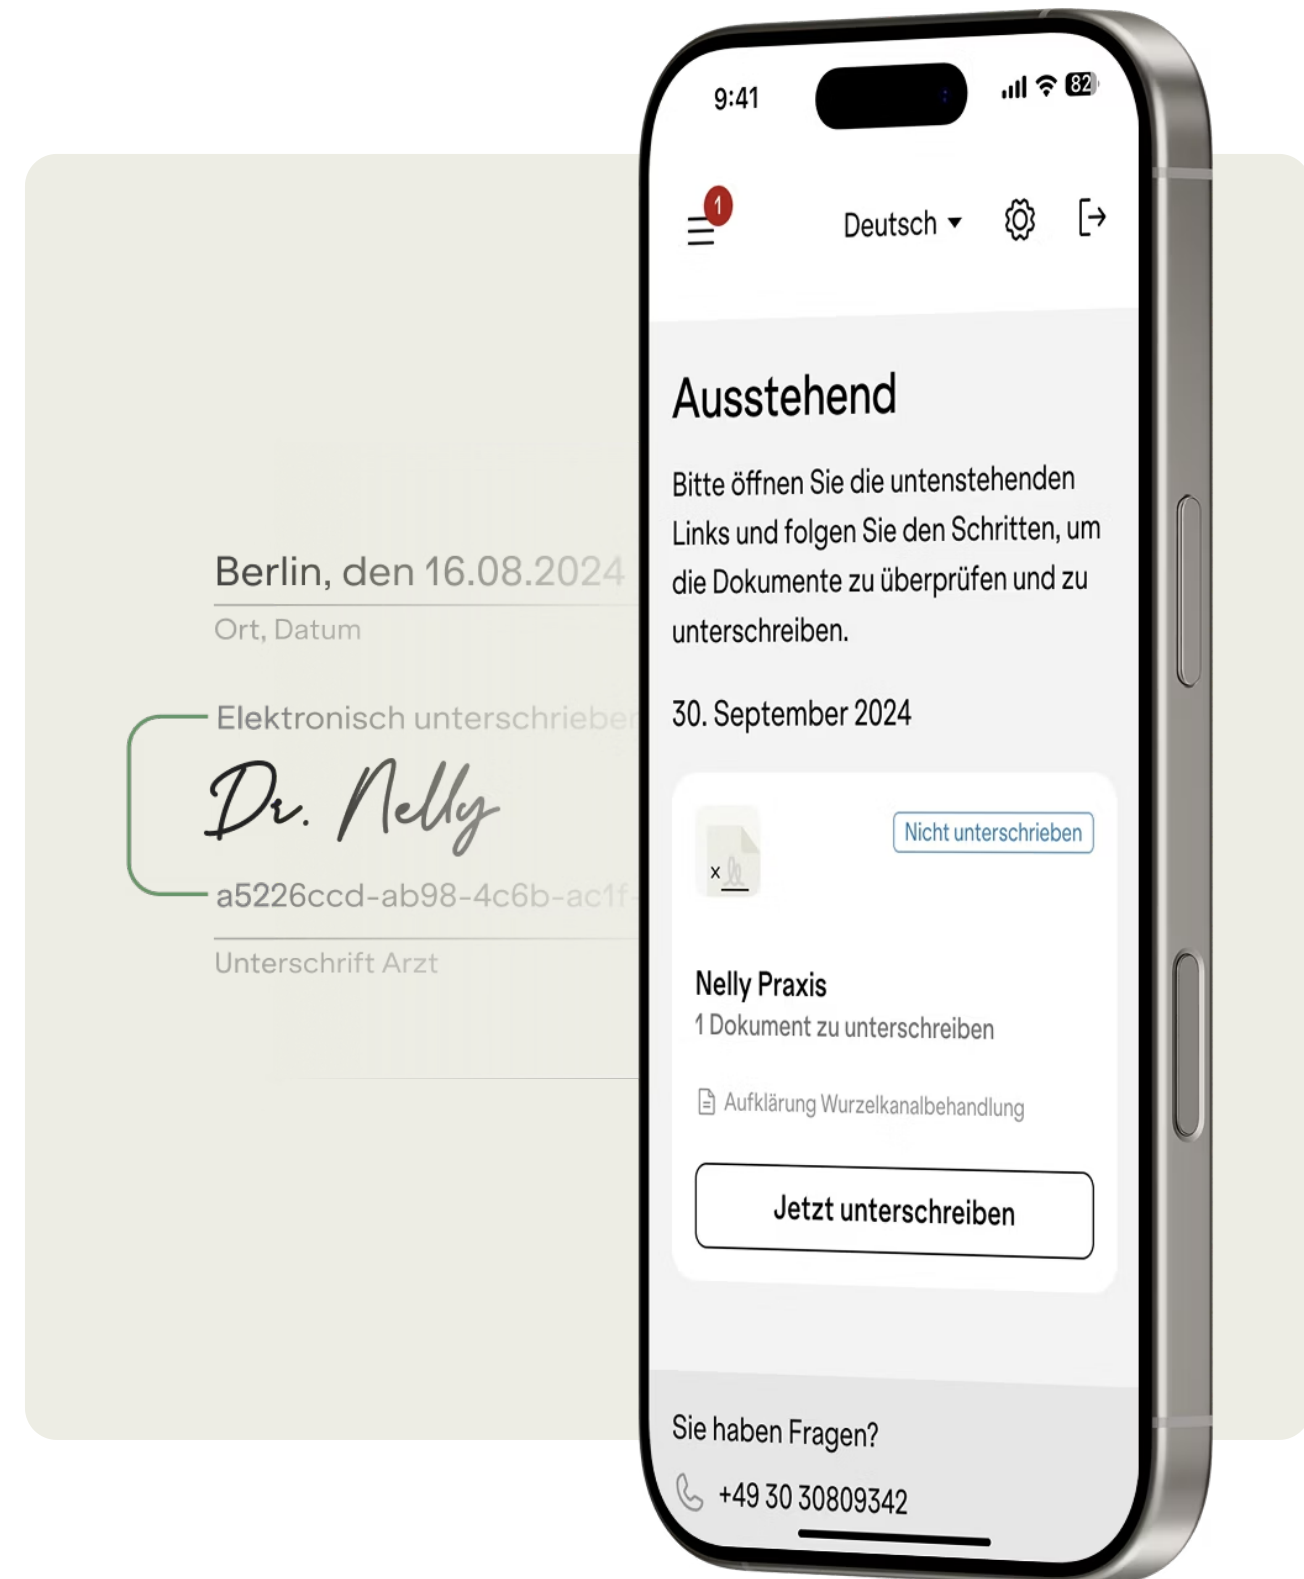 Berlin, den 16.08.2024
Ort, Datum
Elektronisch unterschrieben
Dr. Nelly
a5226ccd-ab98-4c6b-ac1f-
Unterschrift Arzt
9:41
82
1
Deutsch
Ausstehend
Bitte öffnen Sie die untenstehenden
Links und folgen Sie den Schritten, um
die Dokumente zu überprüfen und zu
unterschreiben.
30. September 2024
Nicht unterschrieben
x
Nelly Praxis
1 Dokument zu unterschreiben
Aufklärung Wurzelkanalbehandlung
Jetzt unterschreiben
Sie haben Fragen?
+49 30 30809342